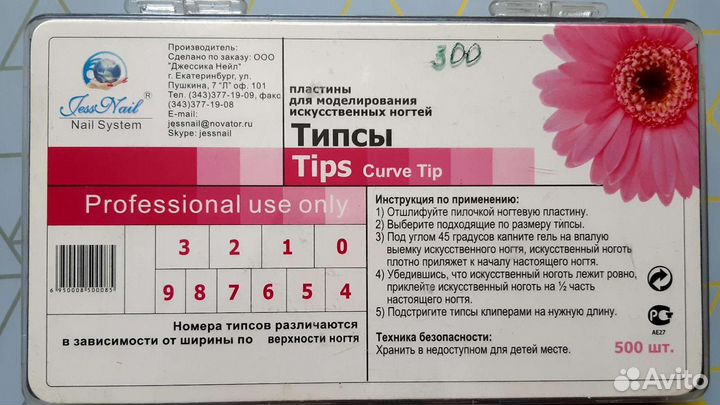 JessNail ®
Nail System
Производитель:
Сделано по заказу: ООО
"Джессика Нейл"
г. Екатеринбург, ул.
Пушкина, 7 "Л" оф. 101
Тел. (343)377-19-09, факс
(343)377-19-08
E-mail:
jessnail@novator.ru
Skype: jessnail
300
пластины
для моделирования
искусственных ногтей
Типсы
Tips Curve Tip
Professional use only
3 2 1 0
9 8 7 6 5 4
6 950008 500085
Номера типсов различаются
в зависимости от ширины по верхности ногтя
Инструкция по применению:
1) Отшлифуйте пилочкой ногтевую пластину.
2) Выберите подходящие по размеру типсы.
3) Под углом 45 градусов капните гель на впалую
выемку искусственного ногтя, искусственный ноготь
плотно приляжет к началу настоящего ногтя.
4) Убедившись, что искусственный ноготь лежит ровно,
приклейте искусственный ноготь на ½ часть
настоящего ногтя.
5) Подстригите типсы клиперами на нужную длину.
Техника безопасности:
Хранить в недоступном для детей месте.
500 шт.
РС
АЕ27
Avito